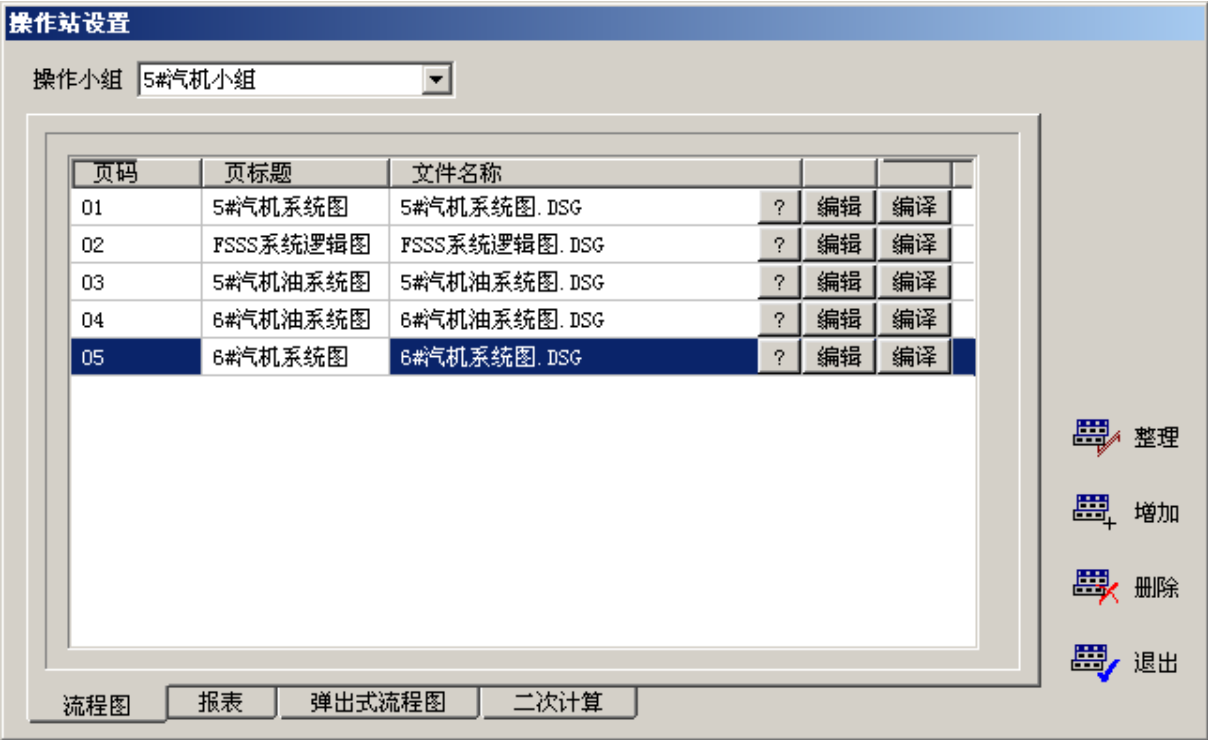 操作站设置
操作小组 5#汽机小组
页码 页标题 文件名称
01 5#汽机系统图 5#汽机系统图.DSG ? 编辑 编译
02 FSSS系统逻辑图 FSSS系统逻辑图.DSG ? 编辑 编译
03 5#汽机油系统图 5#汽机油系统图.DSG ? 编辑 编译
04 6#汽机油系统图 6#汽机油系统图.DSG ? 编辑 编译
05 6#汽机系统图 6#汽机系统图.DSG ? 编辑 编译
整理
增加
删除
退出
流程图 报表 弹出式流程图 二次计算